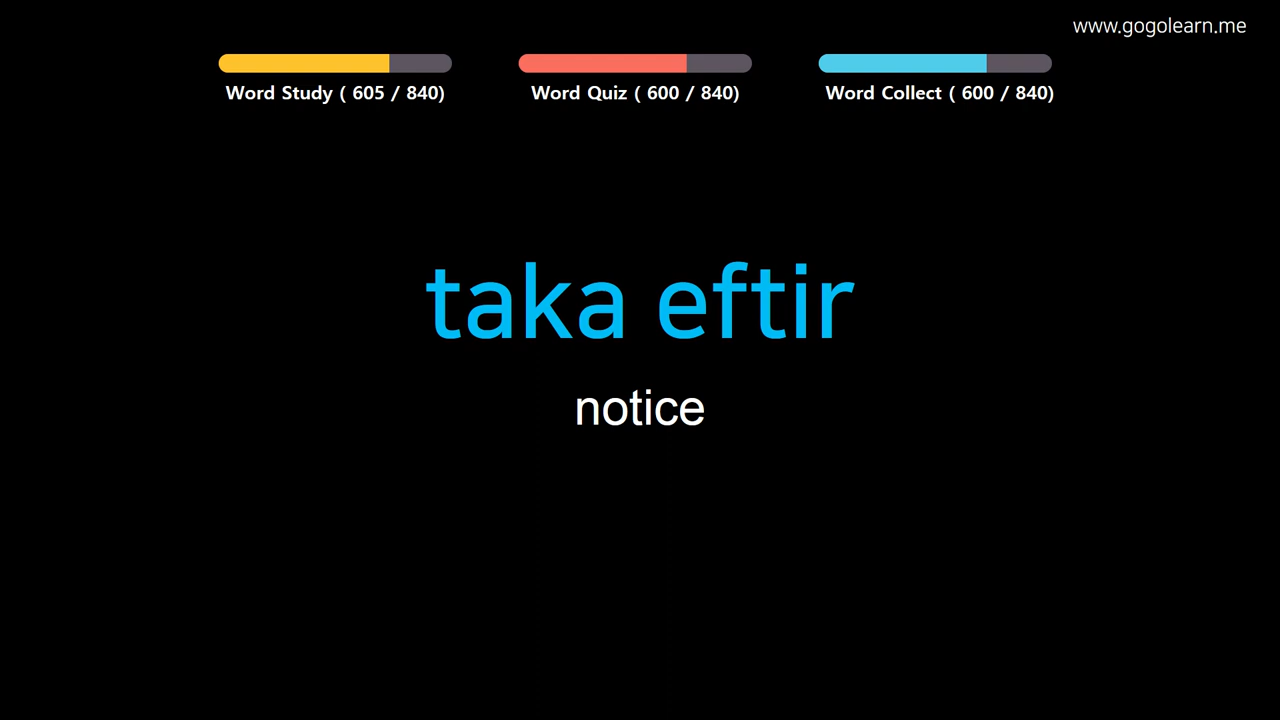 www.gogolearn.me
Word Study ( 605 / 840)
Word Quiz ( 600 / 840)
Word Collect ( 600 / 840)
taka eftir
notice